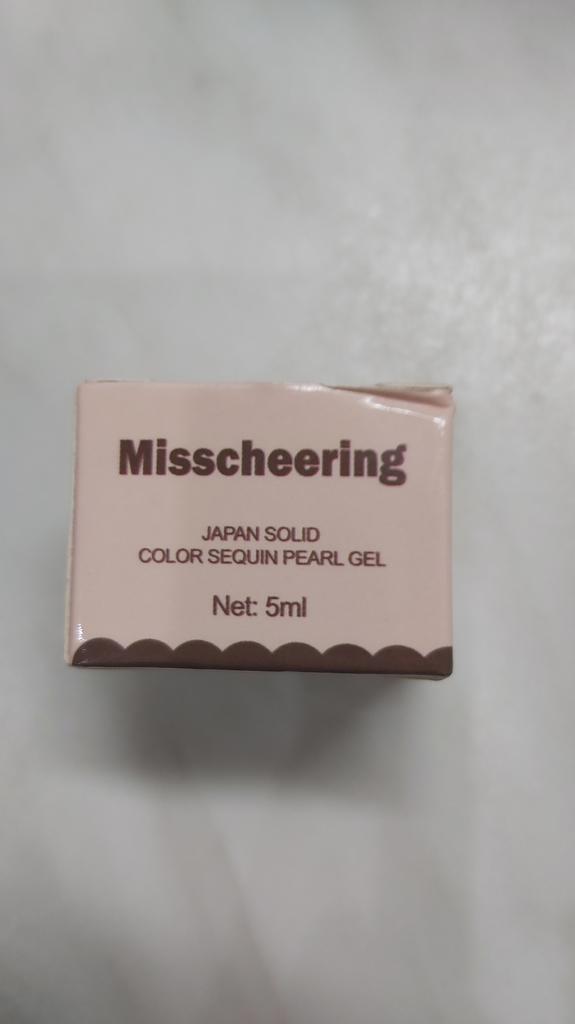 Misscheering
JAPAN SOLID
COLOR SEQUIN PEARL GEL
Net: 5ml